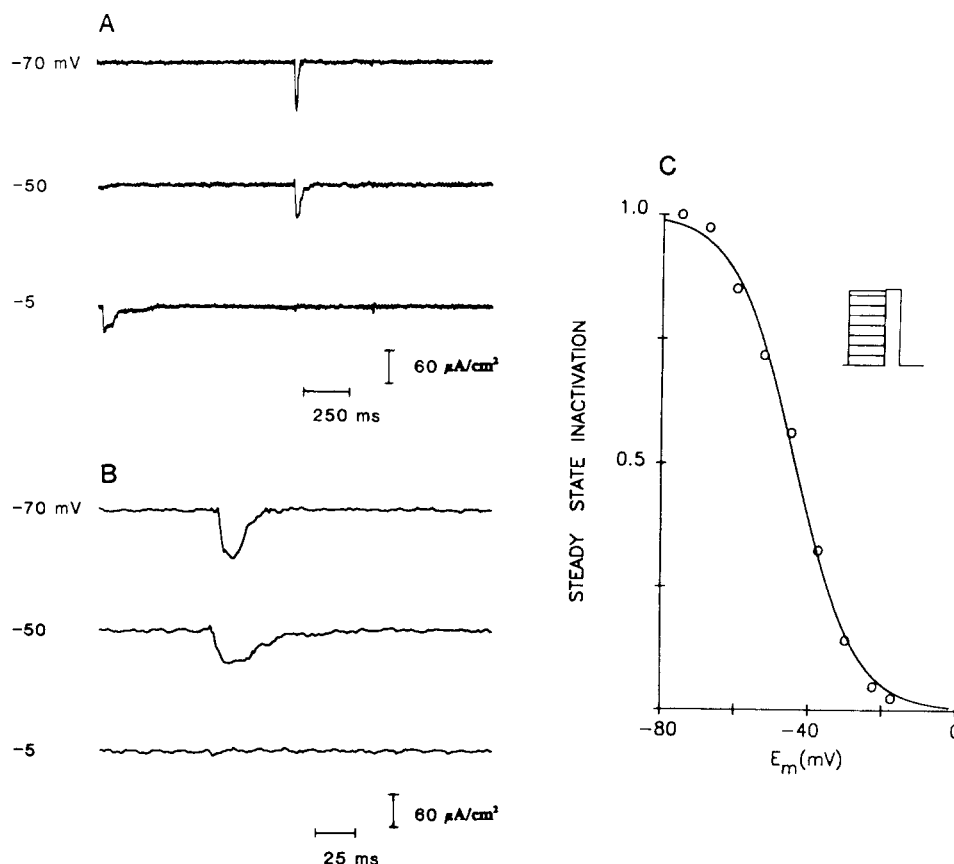 A
−70 mV
−50
−5
60 μA/cm²
250 ms
B
−70 mV
−50
−5
60 μA/cm²
25 ms
C
STEADY STATE INACTIVATION
1.0
0.5
−80
−40
0
Em(mV)